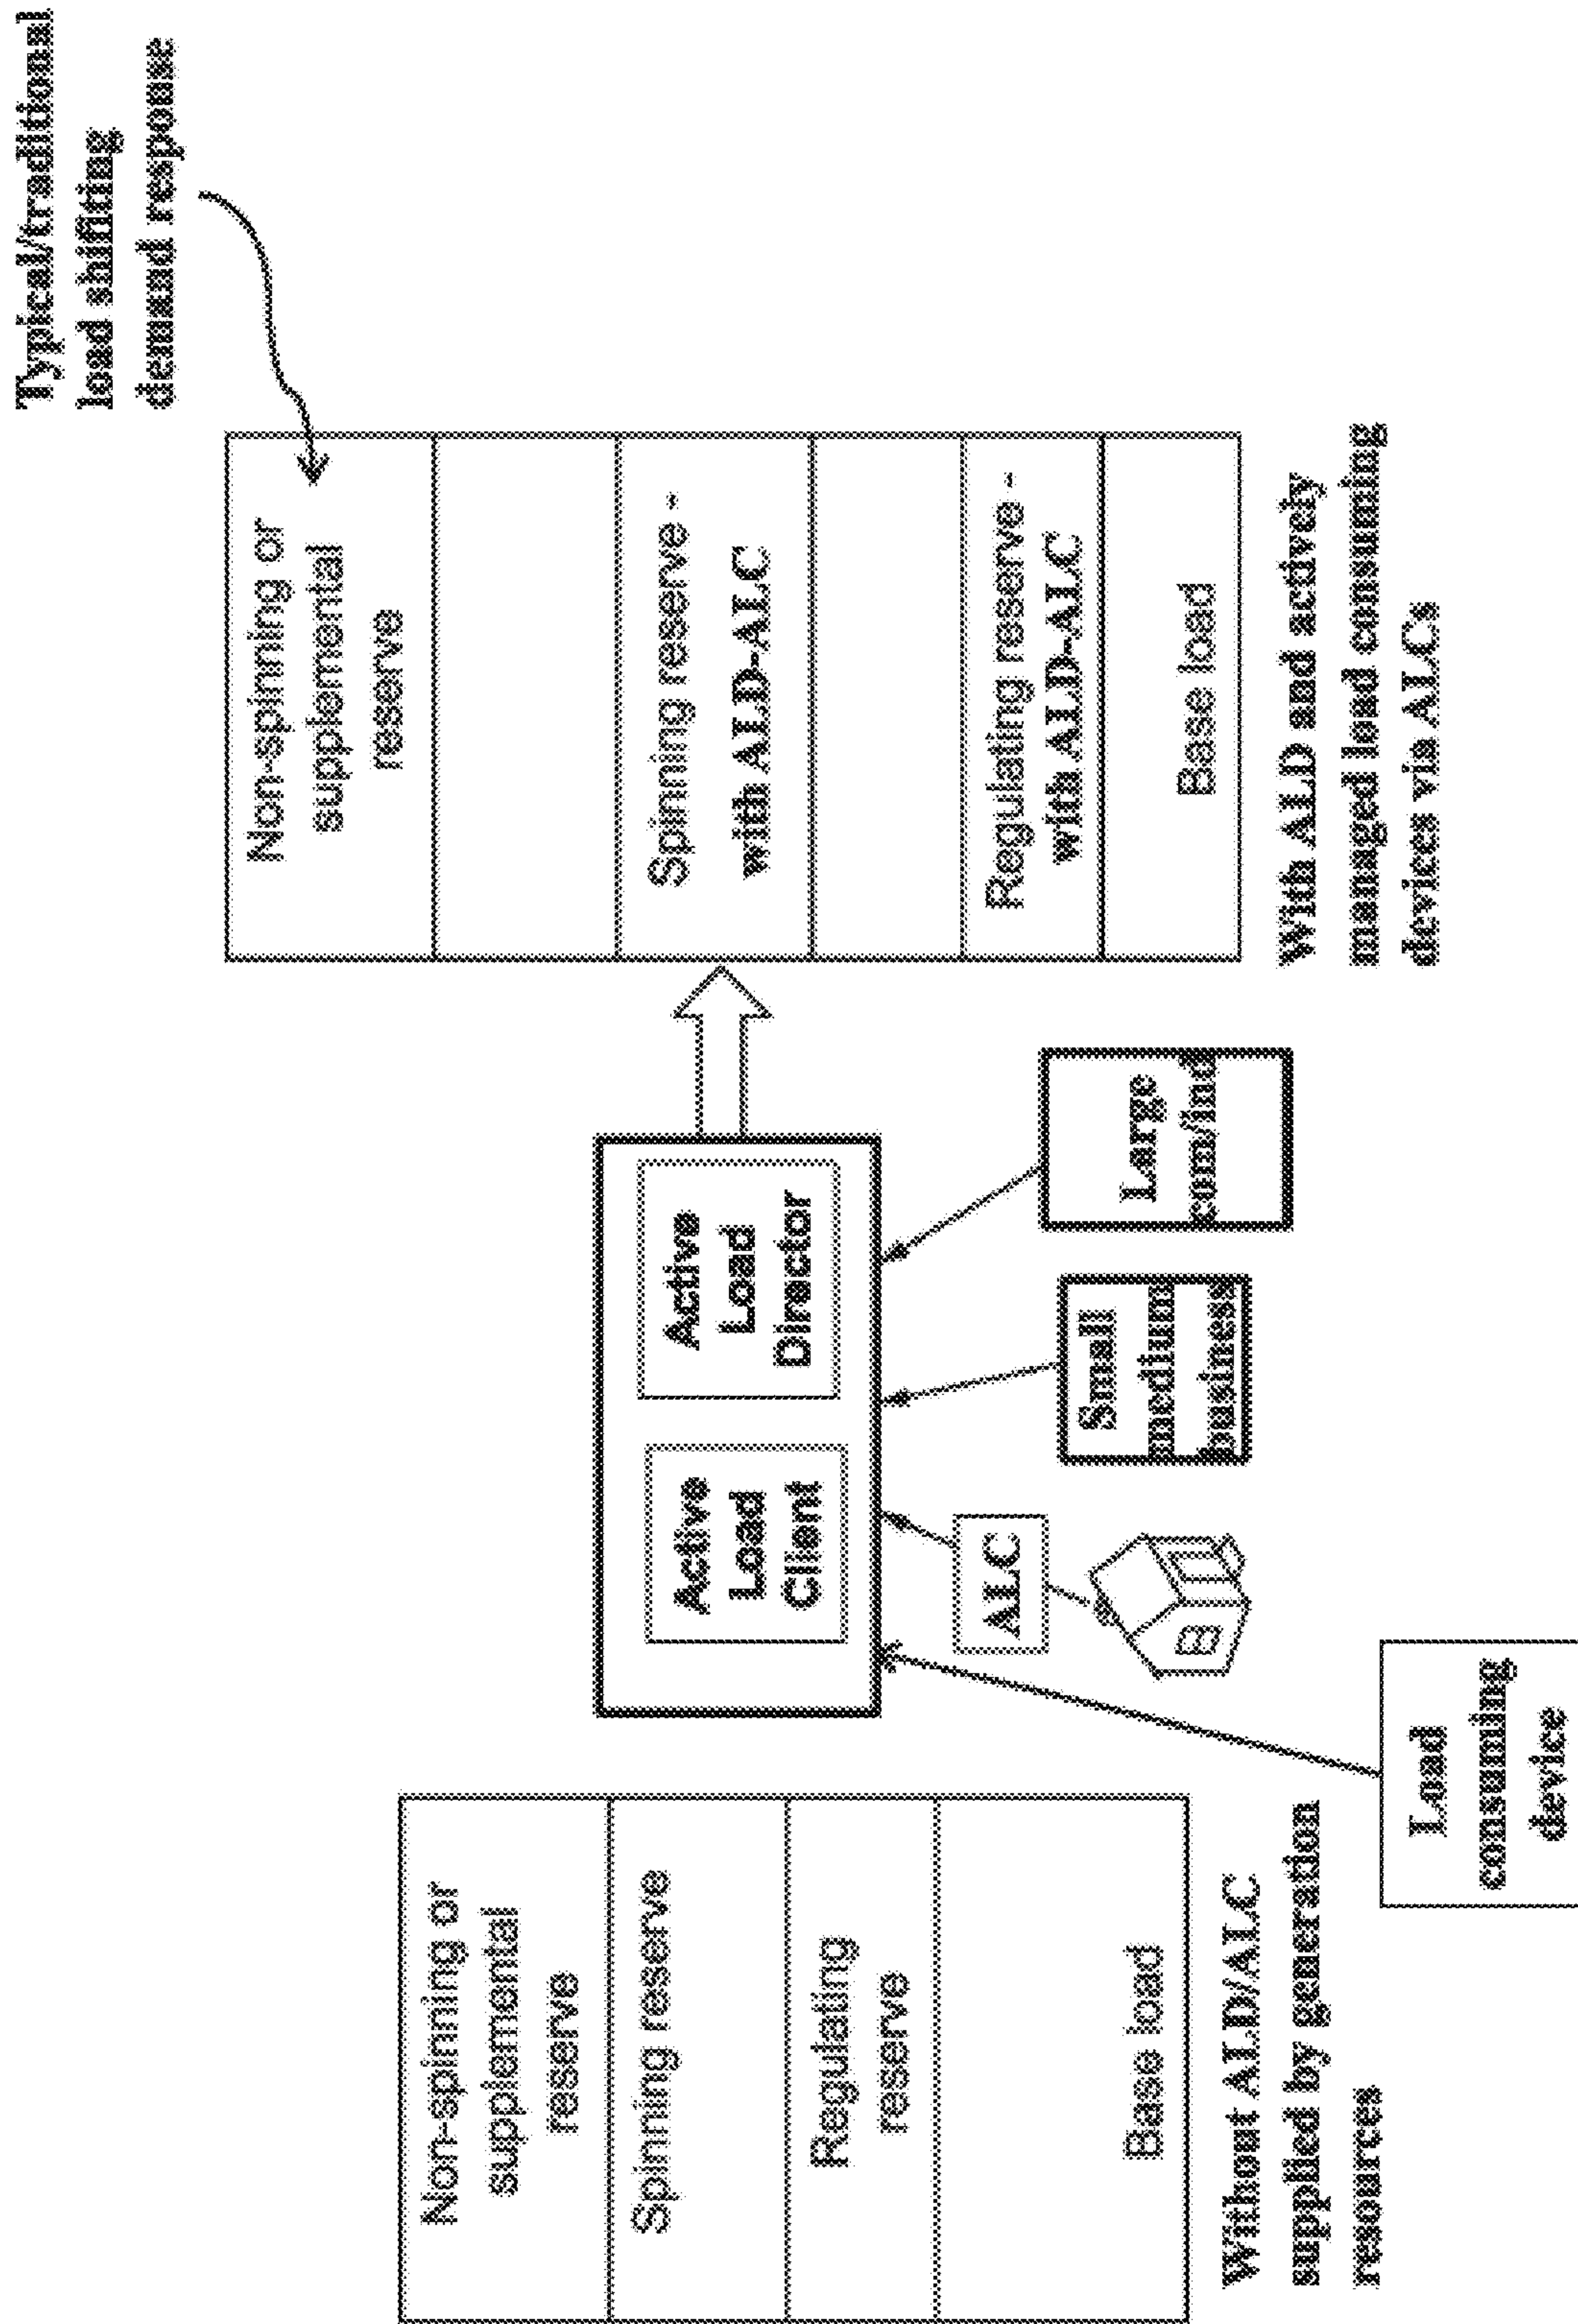 Typical/traditional
load shifting
demand response
Non-spinning or
supplemental
reserve
Spinning reserve
Regulating
reserve
Base load
Without ALD/ALC
supplied by generation
resources
Active
Load
Client
Active
Load
Director
Load
consuming
device
ALC
Small
medium
business
Large
com/ind
Non-spinning or
supplemental
reserve
Spinning reserve -
with ALD-ALC
Regulating reserve -
with ALD-ALC
Base load
With ALD and actively
managed load consuming
devices via ALCs